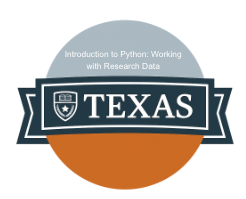 Introduction to Python: Working
with Research Data
TEXAS